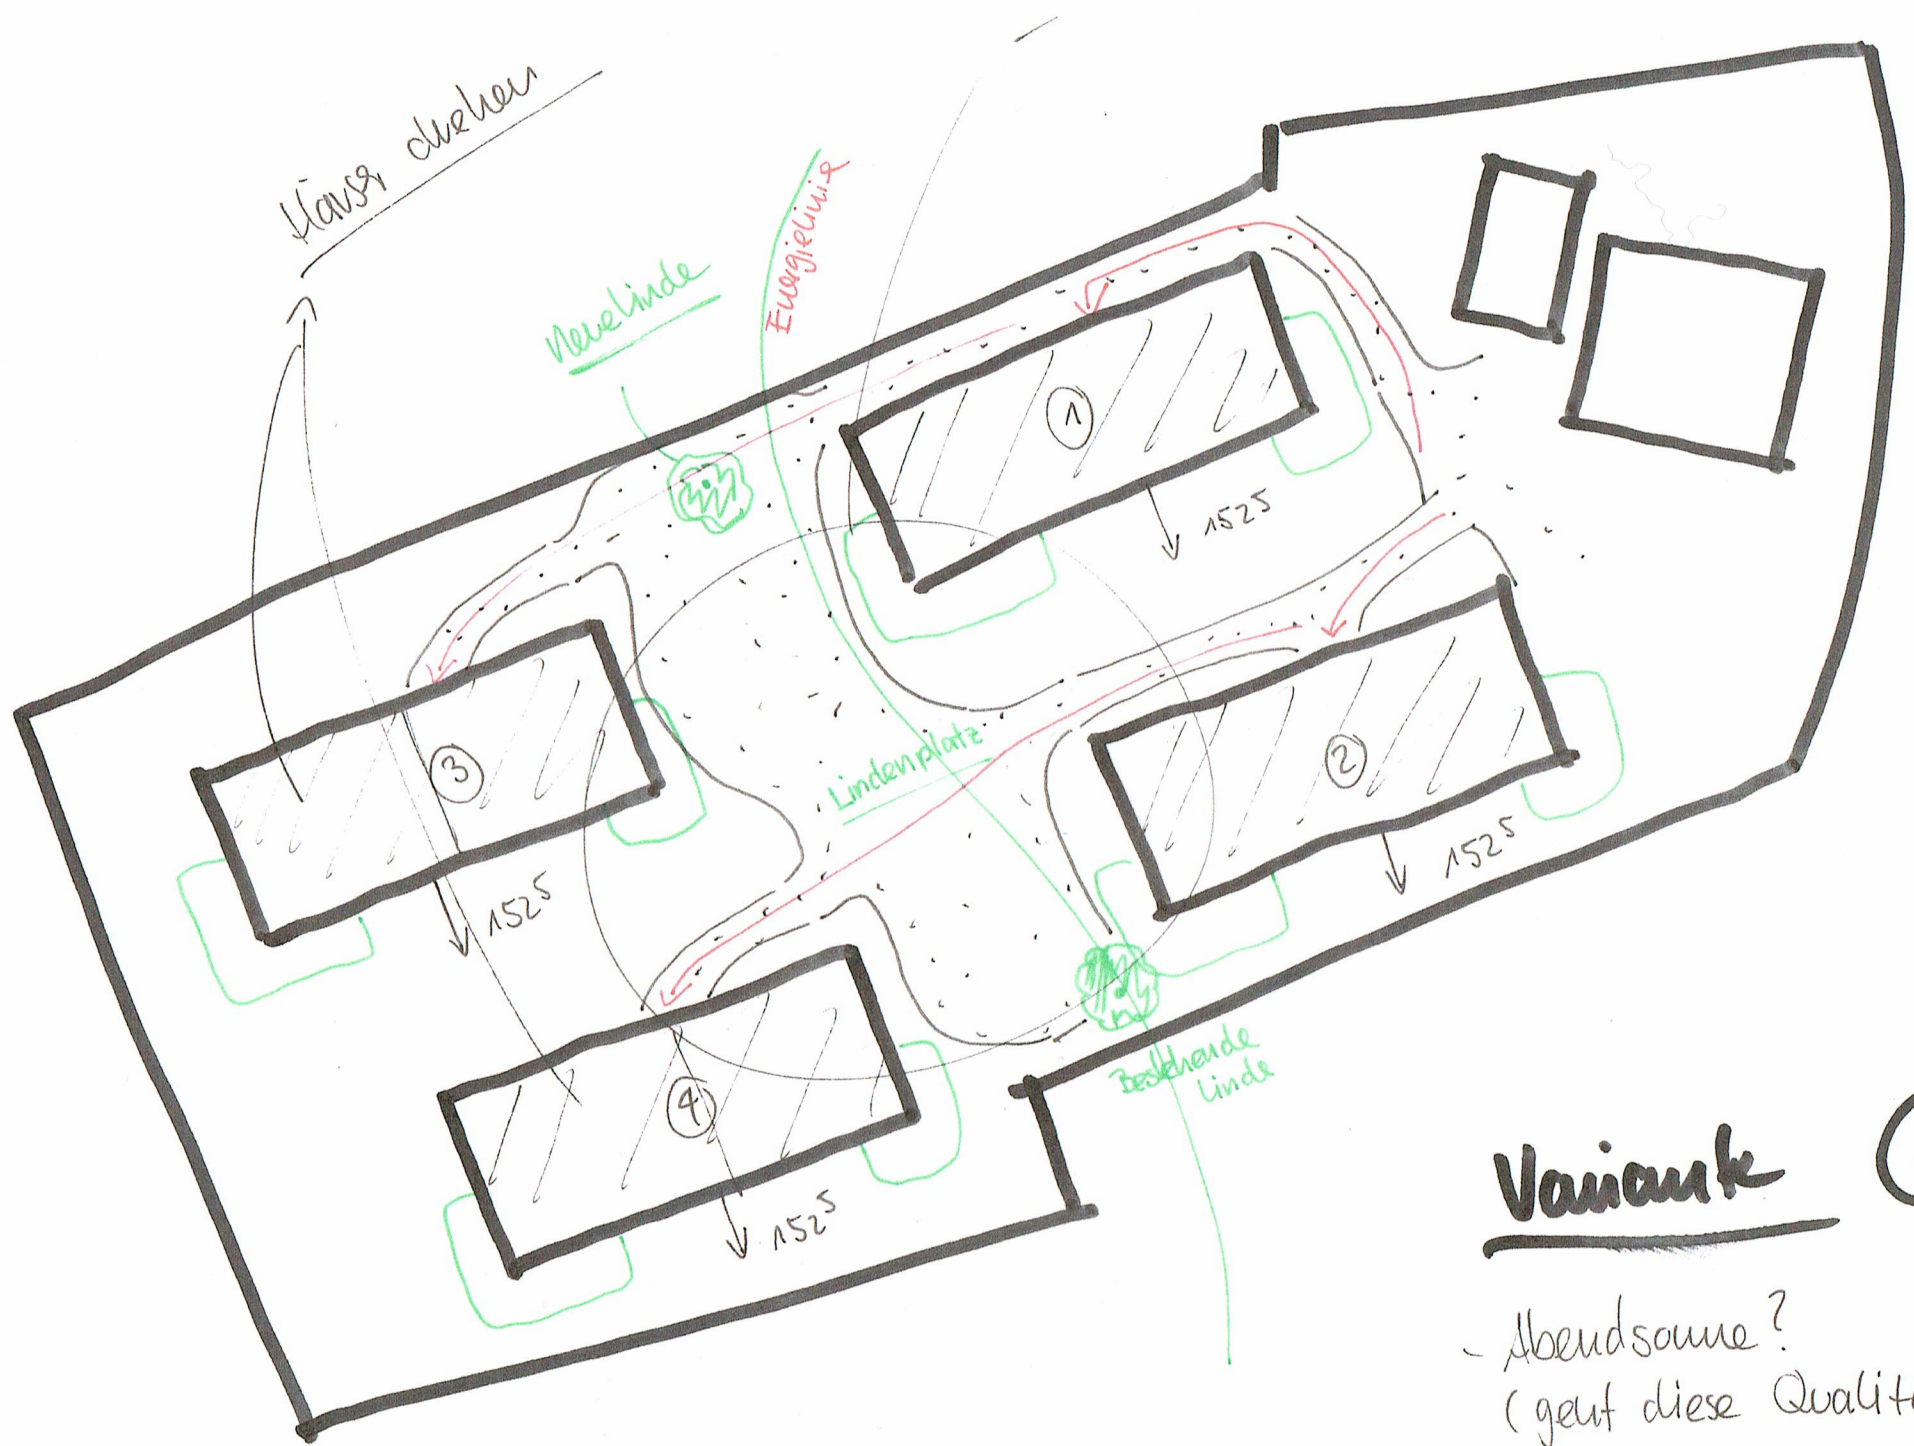 Häuser drehen
Neue Linde
Energielinie
1
1525
3
1525
Lindenplatz
2
1525
4
1525
Bestehende
Linde
Variante
- Abendsonne?
(geht diese Qualit